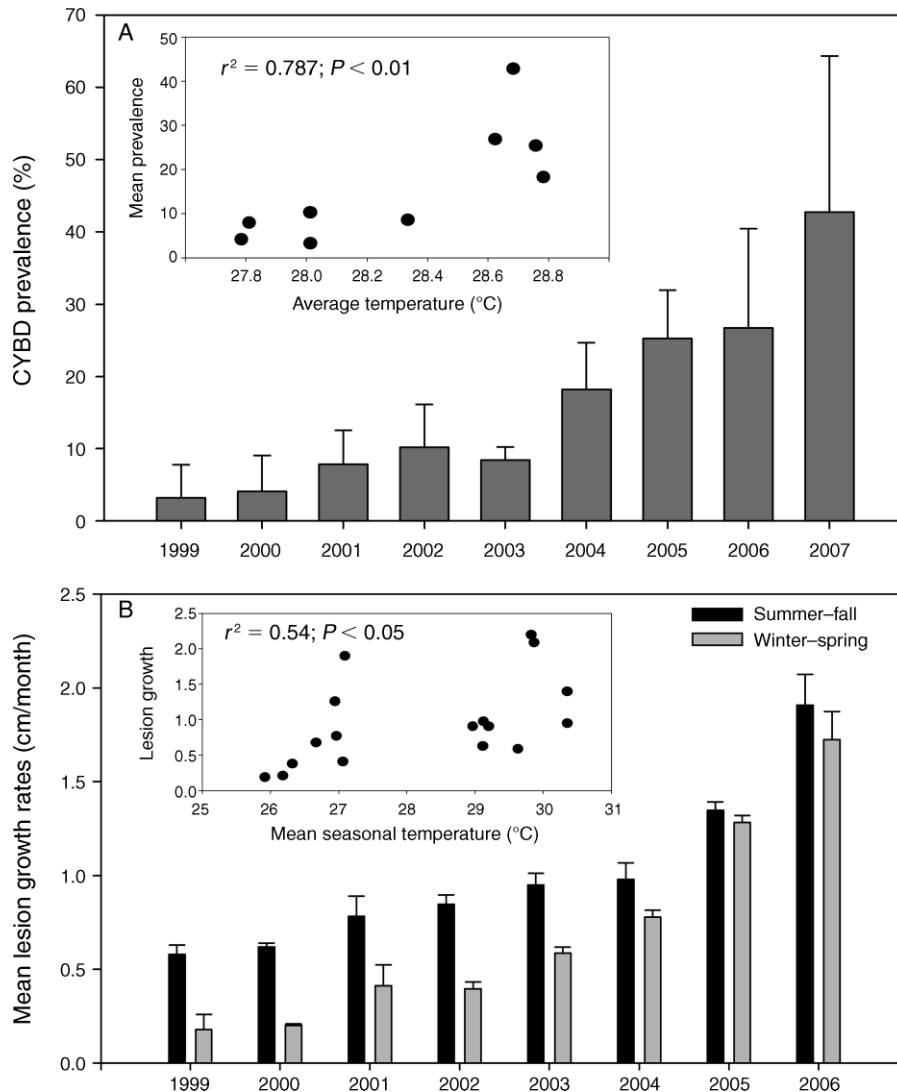 A
r² = 0.787; P < 0.01
CYBD prevalence (%)
70
60
50
40
30
20
10
0
Mean prevalence
50
40
30
20
10
0
27.8 28.0 28.2 28.4 28.6 28.8
Average temperature (°C)
1999 2000 2001 2002 2003 2004 2005 2006 2007
B
r² = 0.54; P < 0.05
Summer–fall
Winter–spring
Mean lesion growth rates (cm/month)
2.5
2.0
1.5
1.0
0.5
0.0
Lesion growth
2.5
2.0
1.5
1.0
0.5
0.0
25 26 27 28 29 30 31
Mean seasonal temperature (°C)
1999 2000 2001 2002 2003 2004 2005 2006